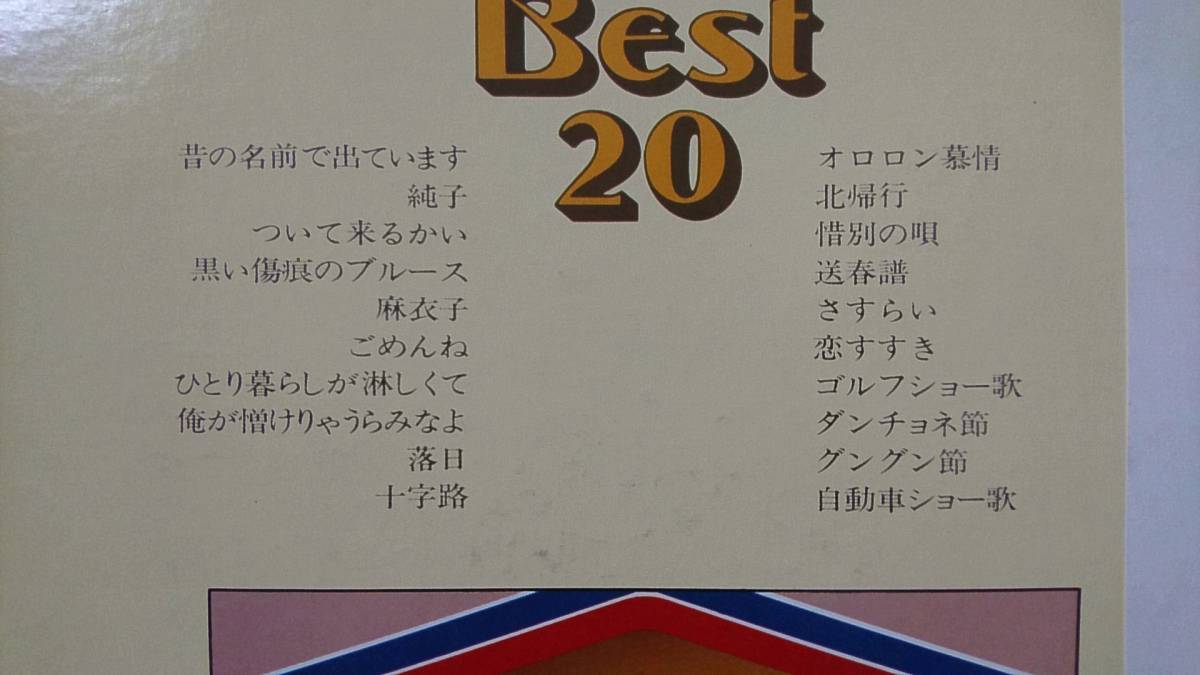 Best
20
昔の名前で出ています
純子
ついて来るかい
黒い傷痕のブルース
麻衣子
ごめんね
ひとり暮らしが淋しくて
俺が憎けりゃうらみなよ
落日
十字路
オロロン慕情
北帰行
惜別の唄
送春譜
さすらい
恋すすき
ゴルフショー歌
ダンチョネ節
グングン節
自動車ショー歌